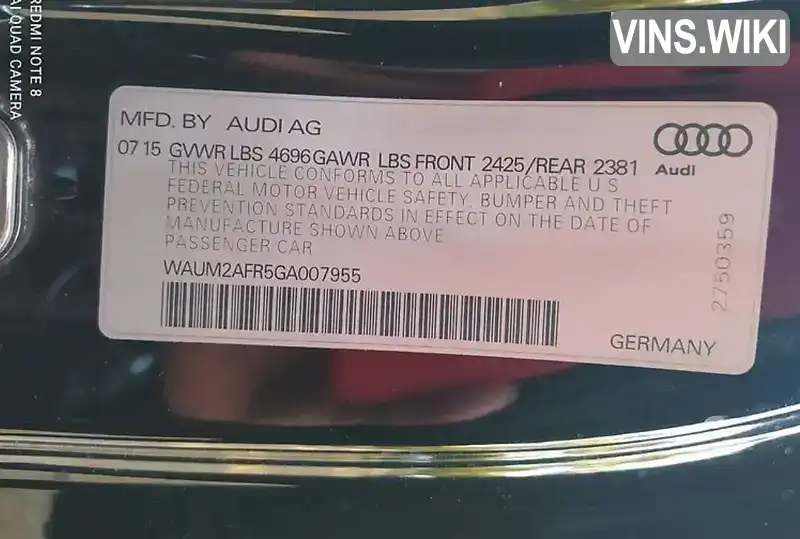 VINS.WIKI
REDMI NOTE 8
AI QUAD CAMERA
MFD. BY AUDI AG
07 15 GVWR LBS 4696 GAWR LBS FRONT 2425/REAR 2381
Audi
THIS VEHICLE CONFORMS TO ALL APPLICABLE U S
FEDERAL MOTOR VEHICLE SAFETY, BUMPER AND THEFT
PREVENTION STANDARDS IN EFFECT ON THE DATE OF
MANUFACTURE SHOWN ABOVE
PASSENGER CAR
WAUM2AFR5GA007955
2750359
GERMANY